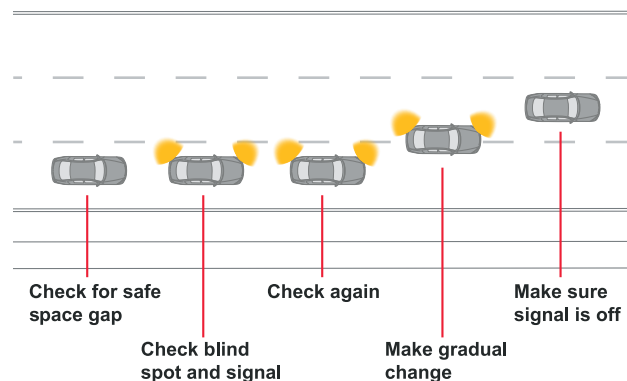 Check for safe
space gap
Check blind
spot and signal
Check again
Make gradual
change
Make sure
signal is off